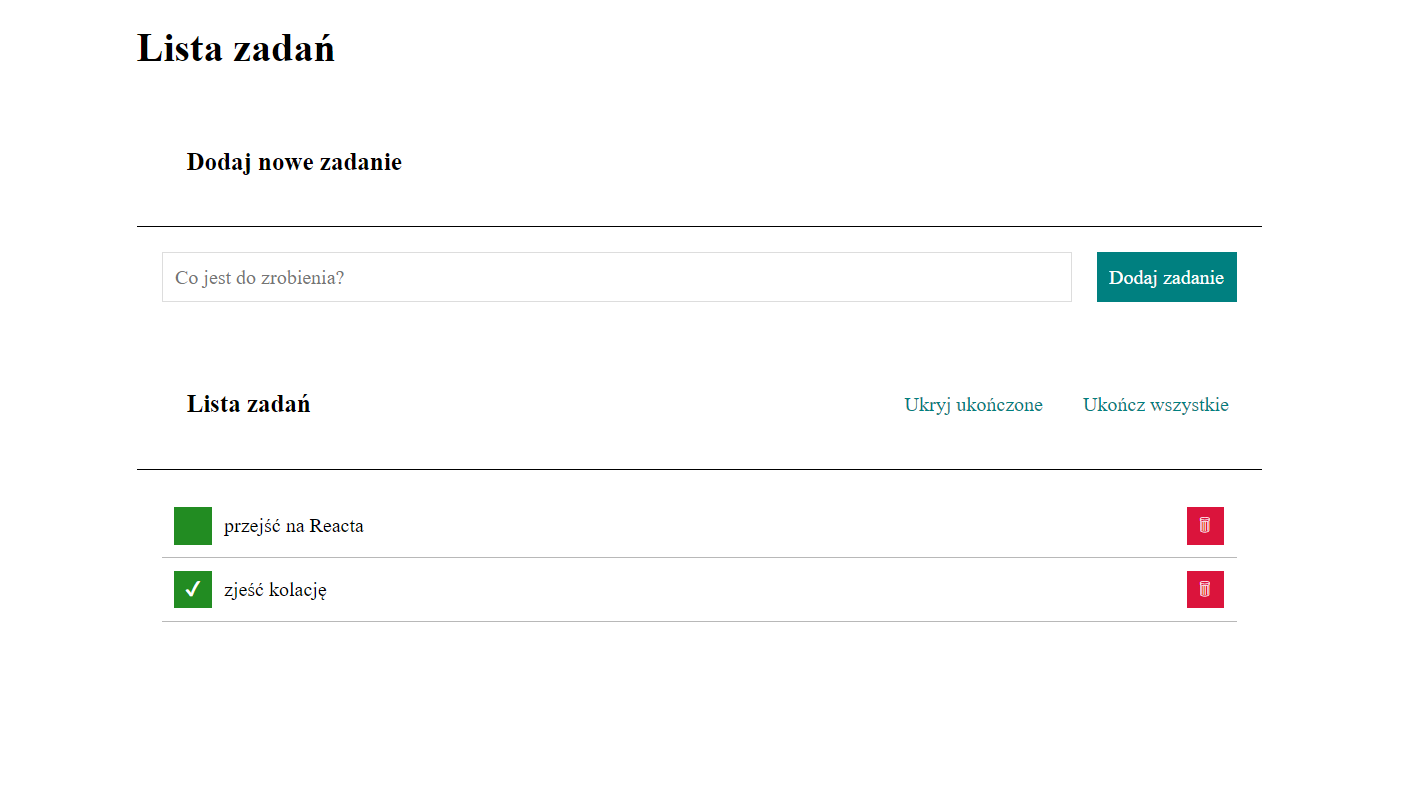 Lista zadań
Dodaj nowe zadanie
Co jest do zrobienia?
Dodaj zadanie
Lista zadań
Ukryj ukończone
Ukończ wszystkie
przejść na Reacta
zjeść kolację